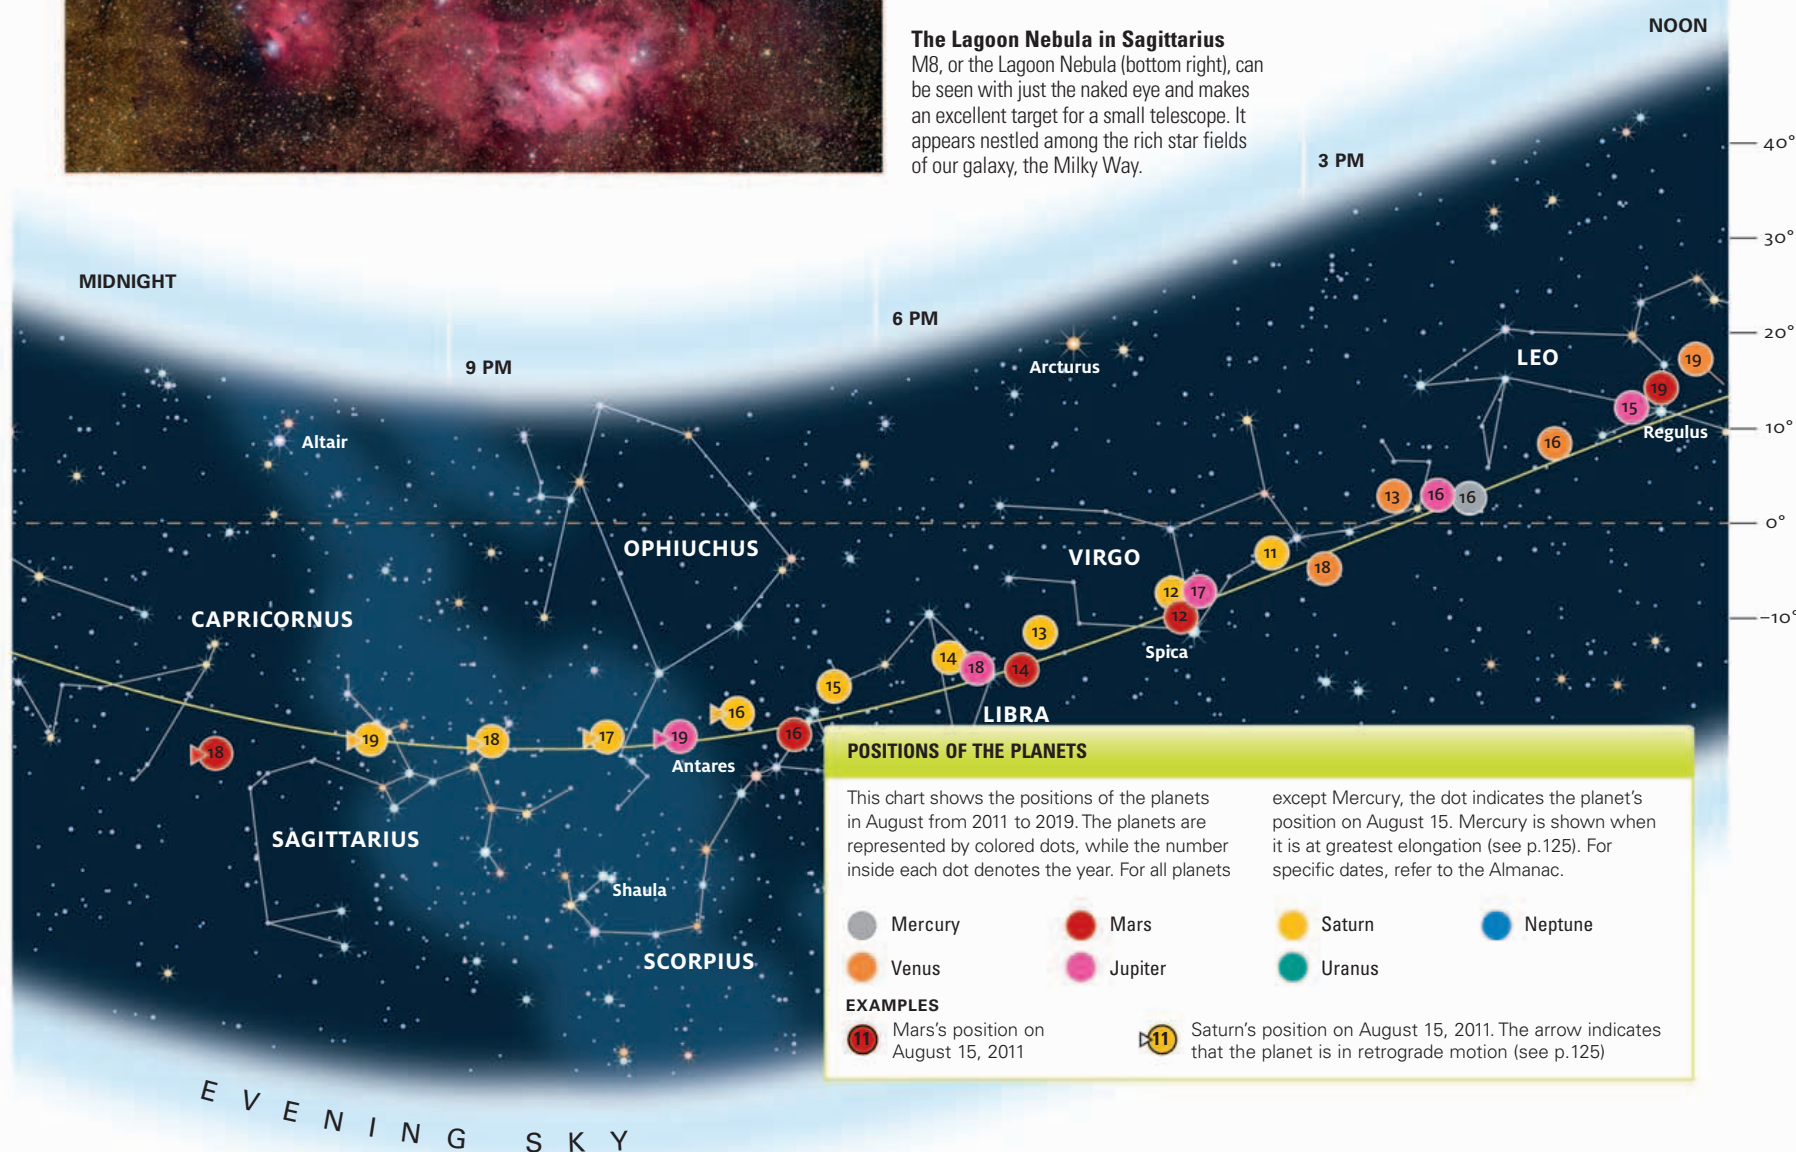 The Lagoon Nebula in Sagittarius
M8, or the Lagoon Nebula (bottom right), can
be seen with just the naked eye and makes
an excellent target for a small telescope. It
appears nestled among the rich star fields
of our galaxy, the Milky Way.
NOON
3 PM
40°
30°
MIDNIGHT
6 PM
20°
9 PM
Arcturus
LEO
19
19
15
Regulus
10°
Altair
16
13
16
16
0°
OPHIUCHUS
VIRGO
11
18
CAPRICORNUS
12
17
12
-10°
13
Spica
14
18
14
15
16
LIBRA
18
19
18
17
19
16
Antares
SAGITTARIUS
Shaula
SCORPIUS
POSITIONS OF THE PLANETS
This chart shows the positions of the planets
in August from 2011 to 2019. The planets are
represented by colored dots, while the number
inside each dot denotes the year. For all planets
except Mercury, the dot indicates the planet's
position on August 15. Mercury is shown when
it is at greatest elongation (see p.125). For
specific dates, refer to the Almanac.
Mercury
Mars
Saturn
Neptune
Venus
Jupiter
Uranus
EXAMPLES
11
Mars's position on
August 15, 2011
11
Saturn's position on August 15, 2011. The arrow indicates
that the planet is in retrograde motion (see p.125)
EVENING SKY